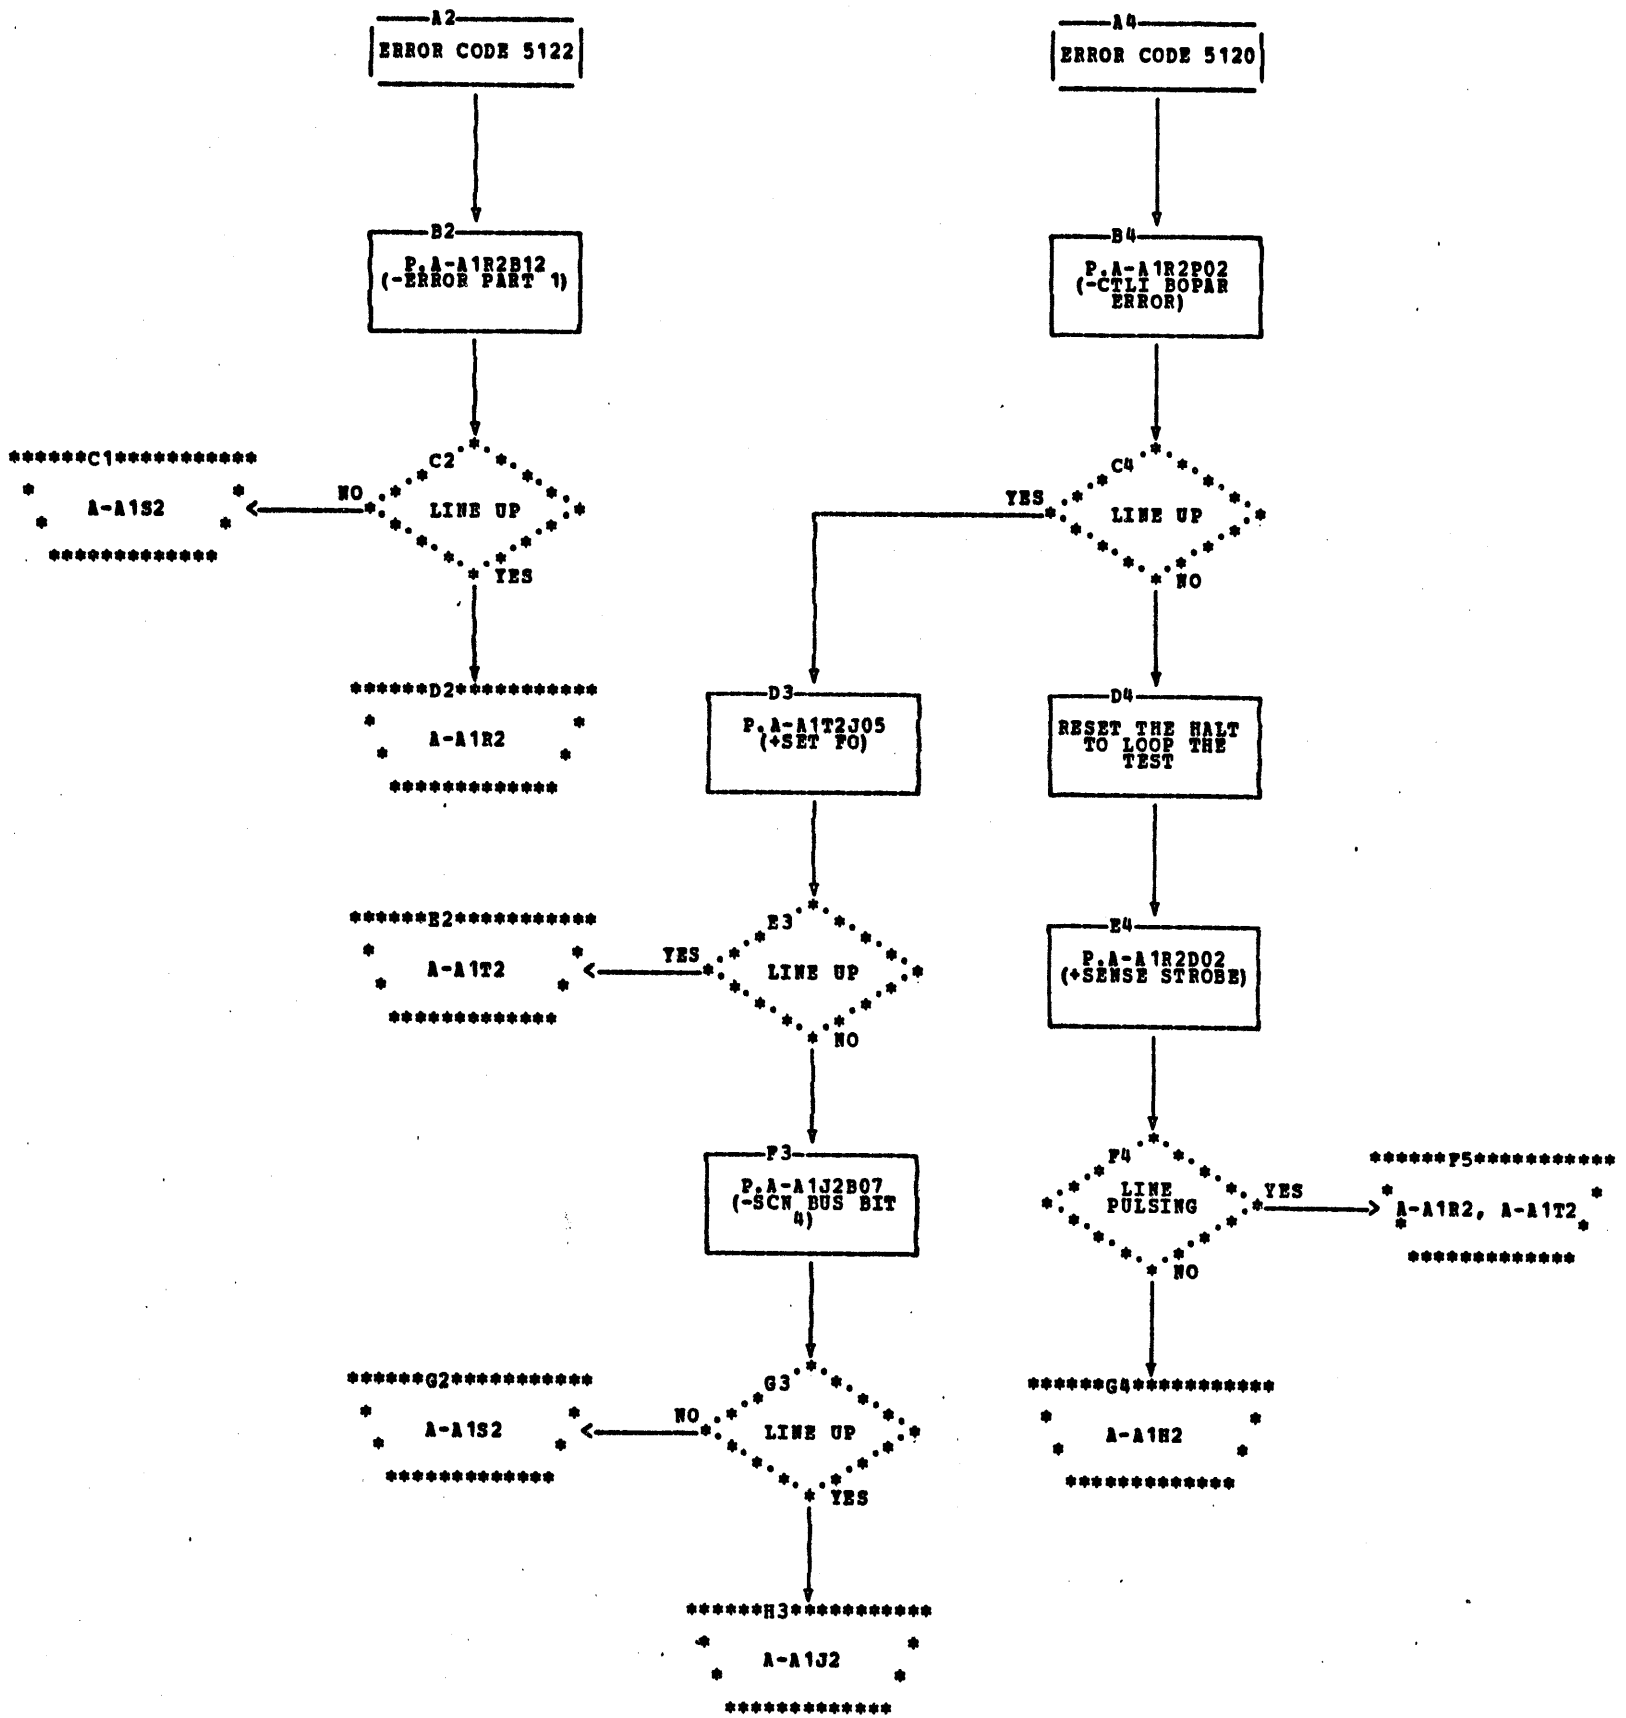 A2
ERROR CODE 5122
A4
ERROR CODE 5120
B2
P.A-A1R2B12
(-ERROR PART 1)
B4
P.A-A1R2P02
(-CTLI BOPAR
ERROR)
******C1***********
A-A1S2
*************
NO
C2
LINE UP
YES
YES
C4
LINE UP
NO
******D2***********
A-A1R2
*************
D3
P.A-A1T2J05
(+SET FO)
D4
RESET THE HALT
TO LOOP THE
TEST
******E2***********
A-A1T2
*************
YES
E3
LINE UP
NO
E4
P.A-A1R2D02
(+SENSE STROBE)
F3
P.A-A1J2B07
(-SCN BUS BIT
4)
F4
LINE
PULSING
YES
NO
******F5***********
A-A1R2, A-A1T2
*************
******G2***********
A-A1S2
*************
NO
G3
LINE UP
YES
******G4***********
A-A1H2
*************
******H3***********
A-A1J2
*************